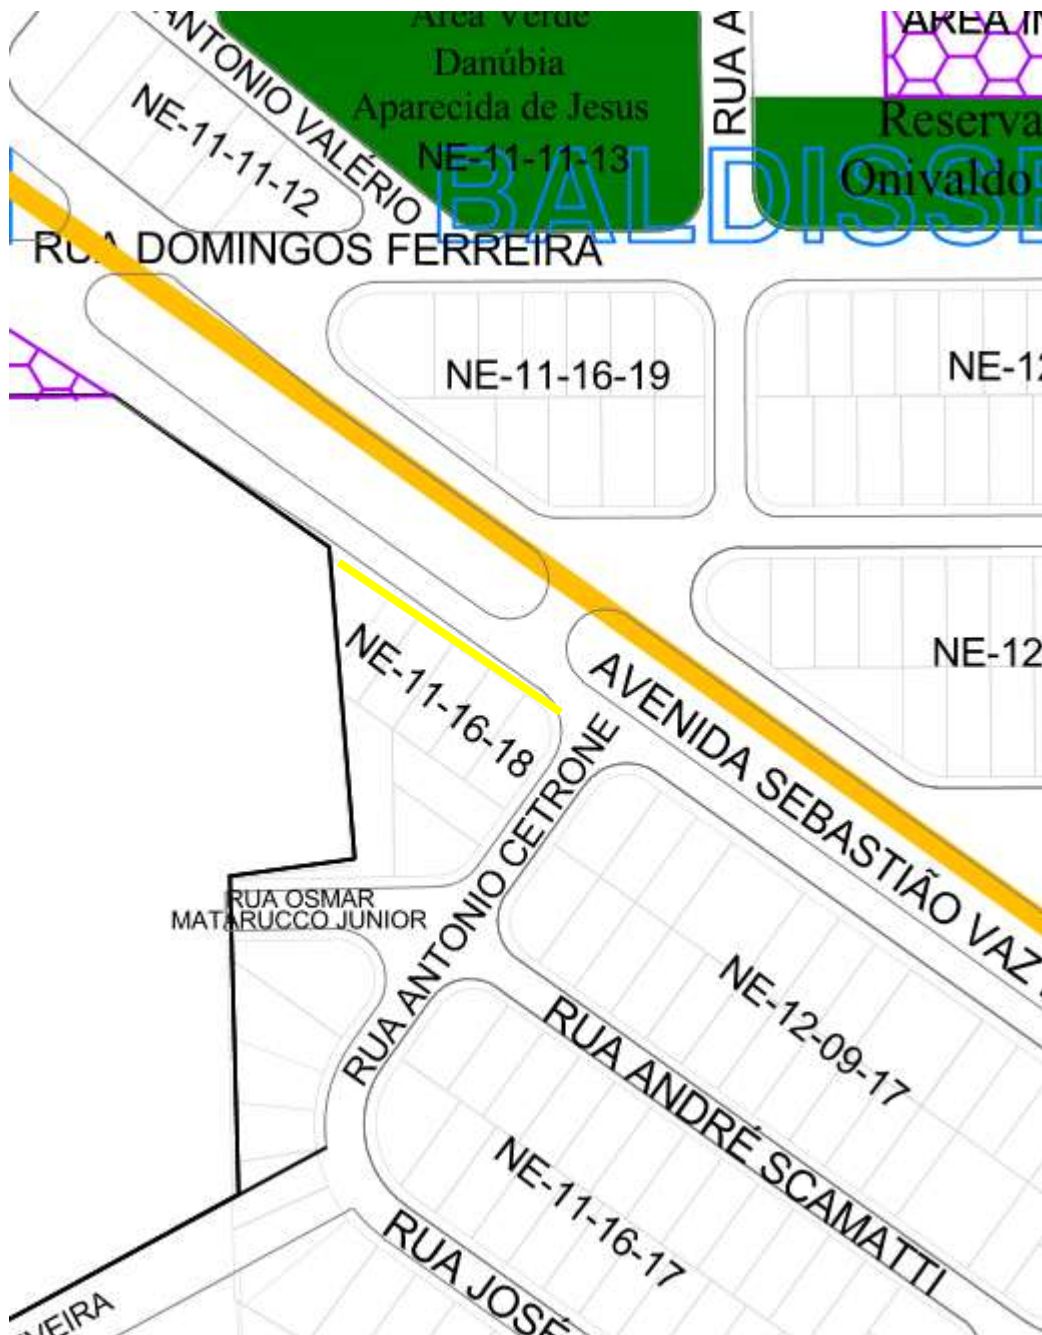 Área Verde
Danúbia
Aparecida de Jesus
NE-11-11-13
ANTONIO VALÉRIO
NE-11-11-12
RUA A
ÁREA IN
Reserva
Onivaldo
BALDISSE
RUA DOMINGOS FERREIRA
NE-11-16-19
NE-12
NE-12
NE-11-16-18
AVENIDA SEBASTIÃO VAZ
RUA ANTONIO CETRONE
RUA OSMAR
MATARUCCO JUNIOR
NE-12-09-17
RUA ANDRÉ SCAMATTI
NE-11-16-17
RUA JOSÉ
VEIRA